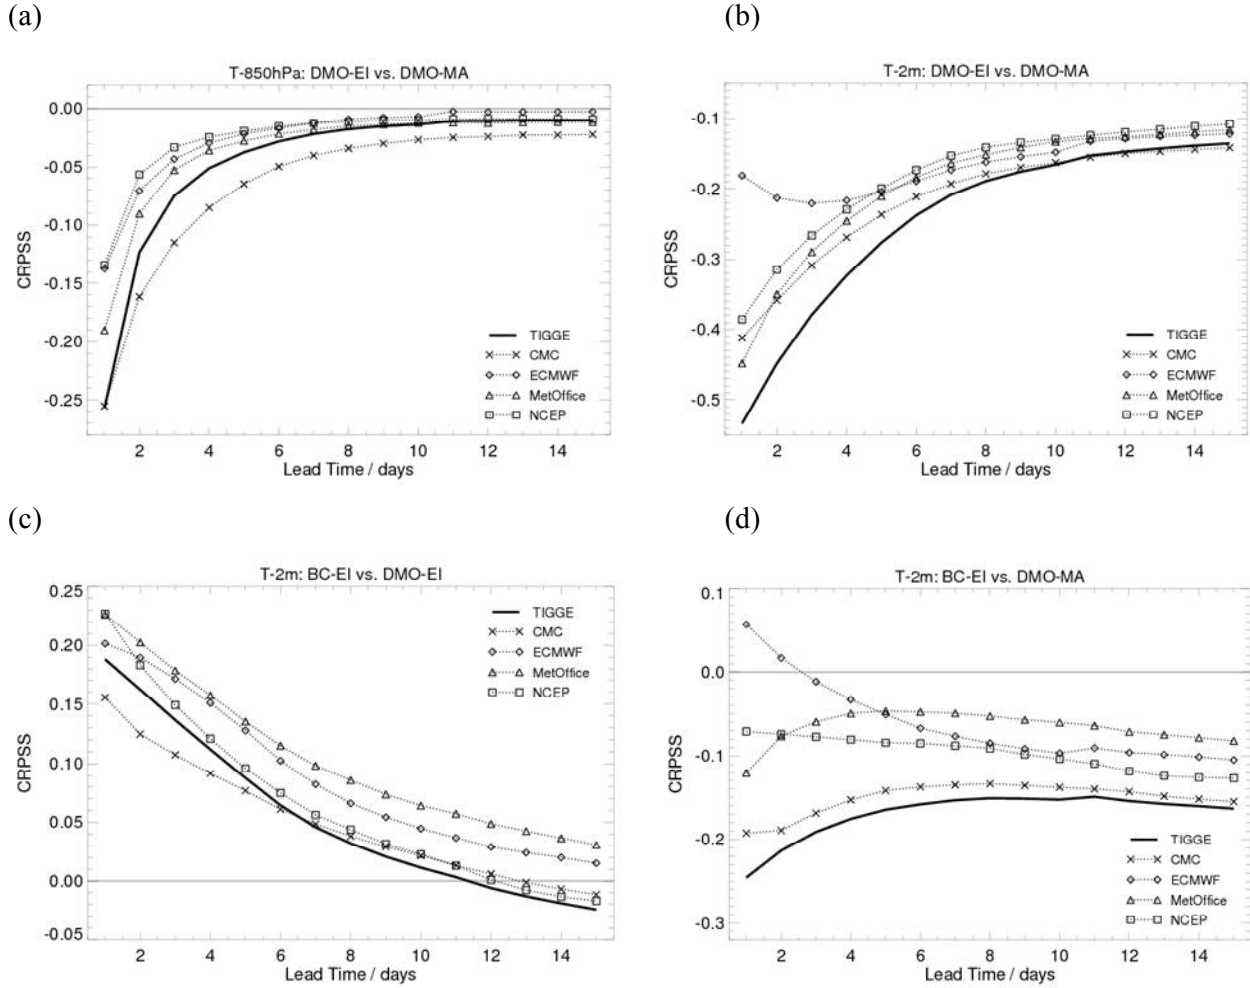 (a)
T-850hPa: DMO-EI vs. DMO-MA
0.00
-0.05
-0.10
-0.15
-0.20
-0.25
CRPSS
TIGGE
CMC
ECMWF
MetOffice
NCEP
2 4 6 8 10 12 14
Lead Time / days
(b)
T-2m: DMO-EI vs. DMO-MA
-0.1
-0.2
-0.3
-0.4
-0.5
CRPSS
TIGGE
CMC
ECMWF
MetOffice
NCEP
2 4 6 8 10 12 14
Lead Time / days
(c)
T-2m: BC-EI vs. DMO-EI
0.25
0.20
0.15
0.10
0.05
0.00
-0.05
CRPSS
TIGGE
CMC
ECMWF
MetOffice
NCEP
2 4 6 8 10 12 14
Lead Time / days
(d)
T-2m: BC-EI vs. DMO-MA
0.1
0.0
-0.1
-0.2
-0.3
CRPSS
TIGGE
CMC
ECMWF
MetOffice
NCEP
2 4 6 8 10 12 14
Lead Time / days